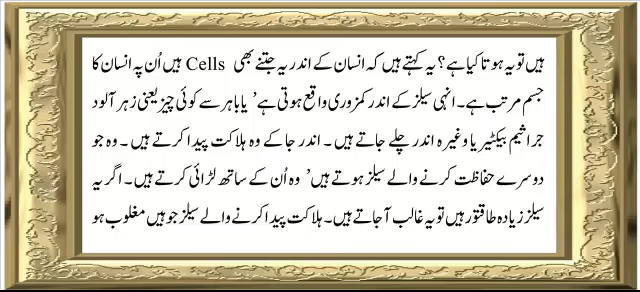 ہیں تو یہ ہوتا کیا ہے؟ یہ کہتے ہیں کہ انسان کے اندر یہ جتنے بھی Cells ہیں اُن پہ انسان کا
جسم مرتب ہے۔ انہی سیلز کے اندر کمزوری واقع ہوتی ہے’ یا باہر سے کوئی چیز یعنی زہر آلود
جراثیم بیکٹیریا وغیرہ اندر چلے جاتے ہیں ۔ اندر جا کے وہ ہلاکت پیدا کرتے ہیں ۔ وہ جو
دوسرے حفاظت کرنے والے سیلز ہوتے ہیں’ وہ اُن کے ساتھ لڑائی کرتے ہیں۔ اگر یہ
سیلز زیادہ طاقتور ہیں تو یہ غالب آ جاتے ہیں۔ ہلاکت پیدا کرنے والے سیلز جو ہیں مغلوب ہو